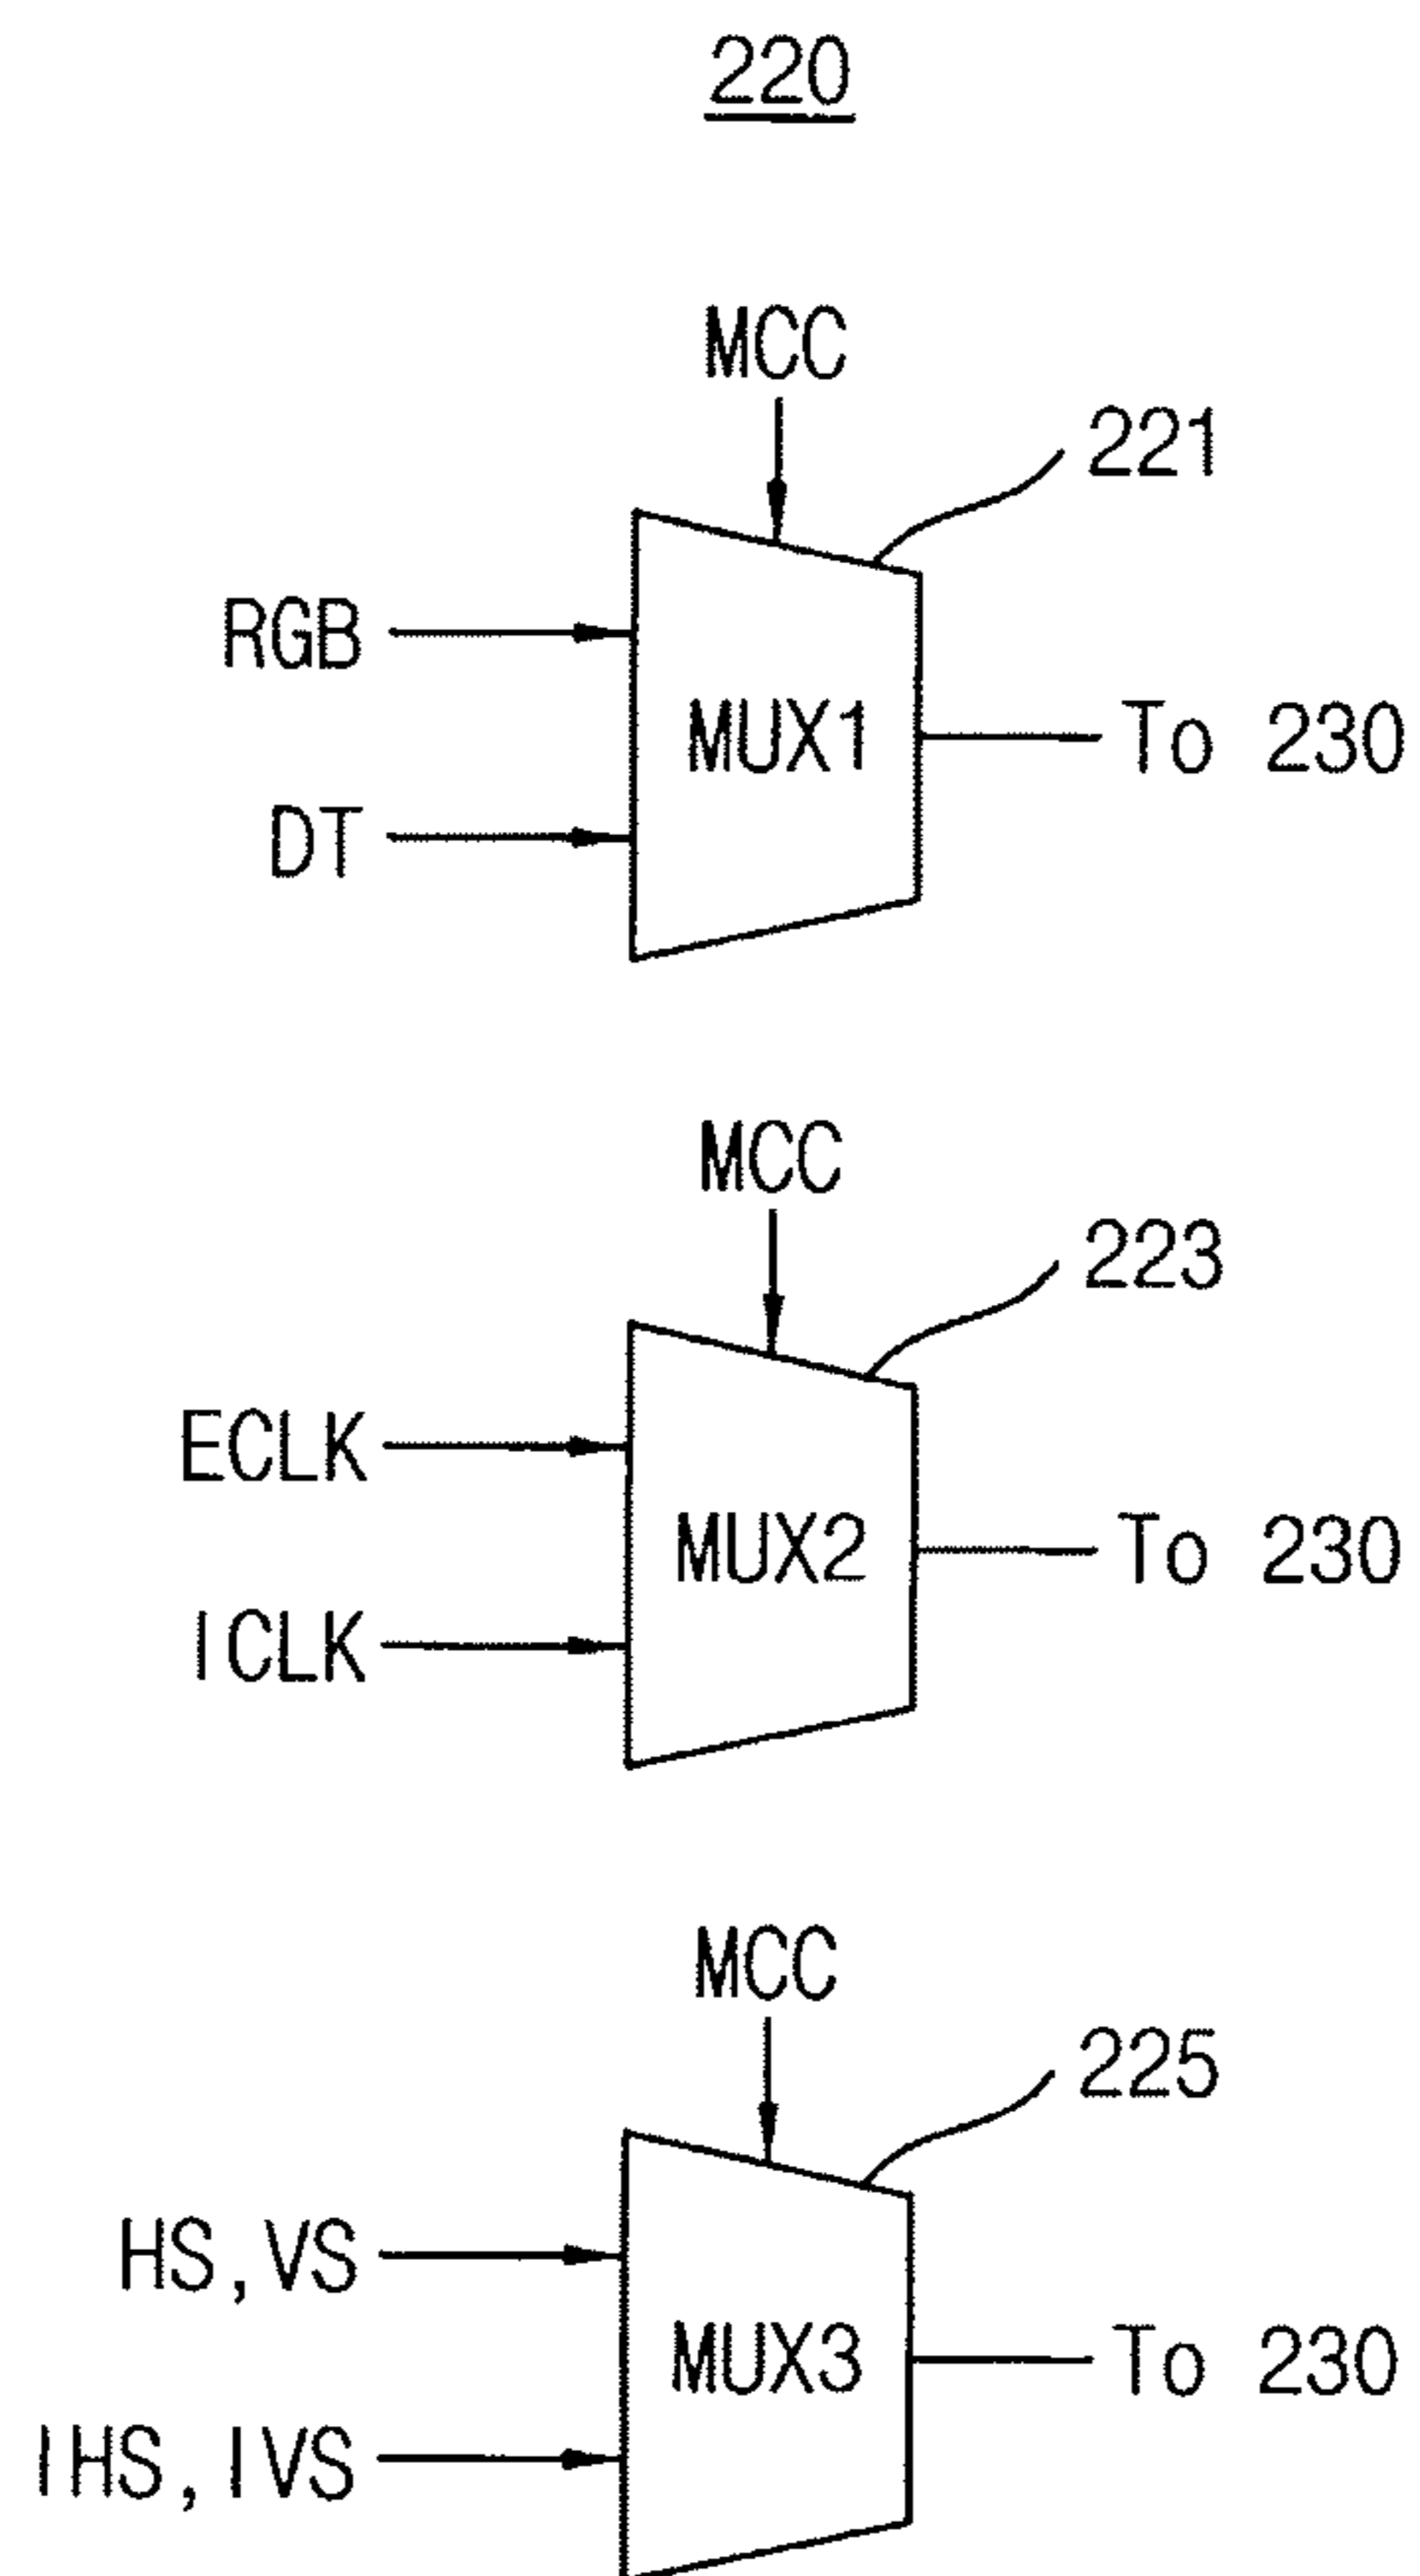 220
MCC
221
RGB
MUX1
To 230
DT
MCC
223
ECLK
MUX2
To 230
ICLK
MCC
225
HS,VS
MUX3
To 230
IHS,IVS